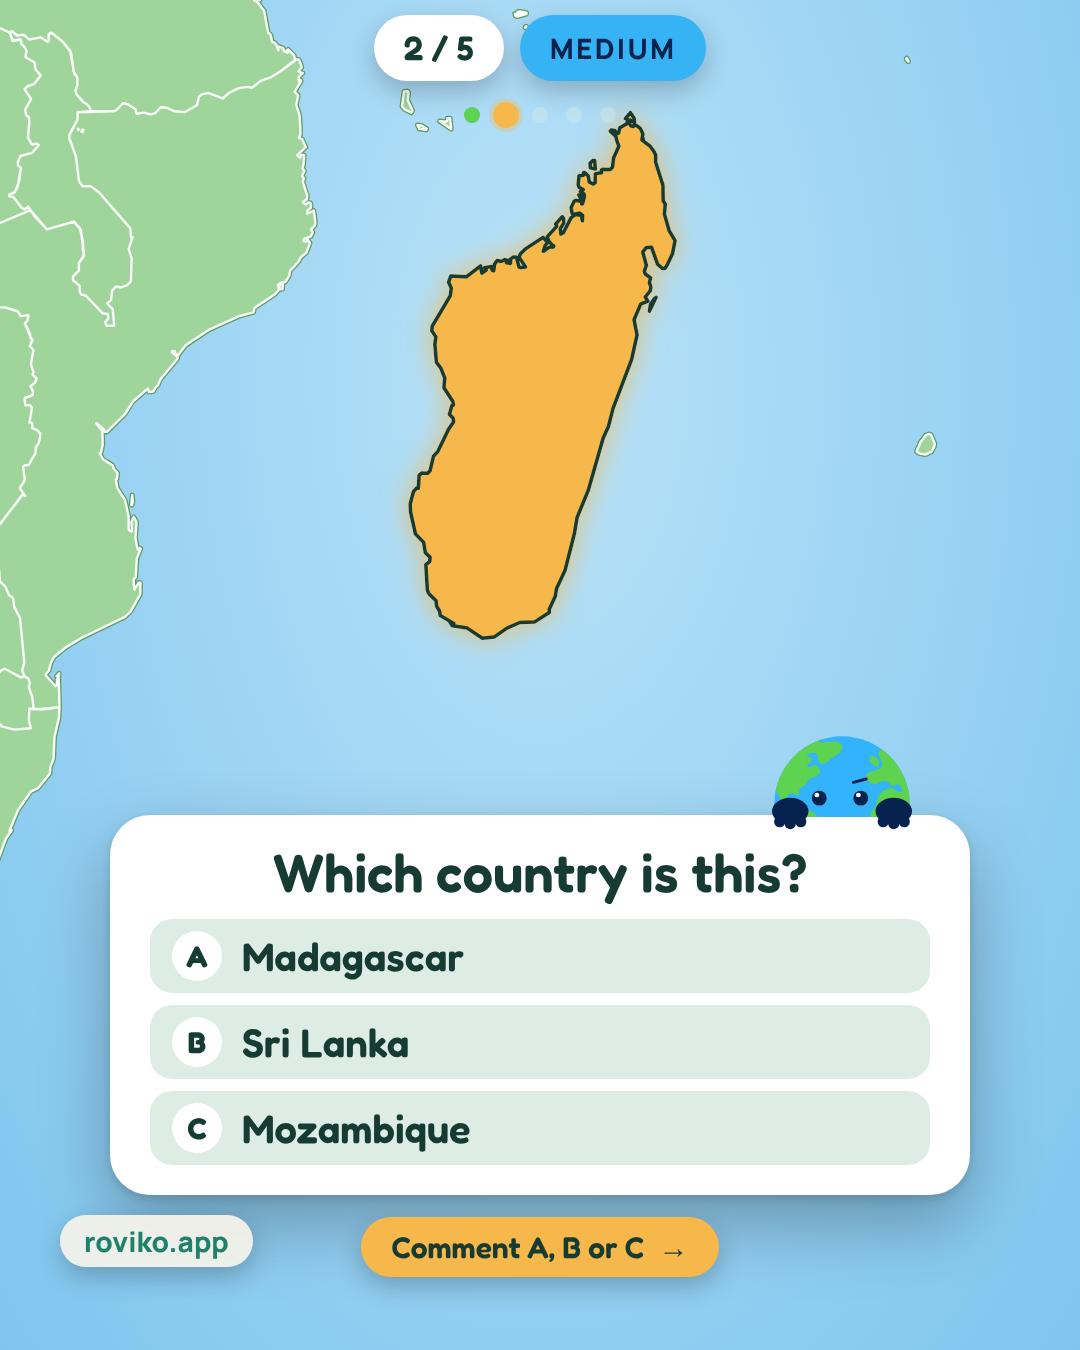 2 / 5
MEDIUM
Which country is this?
A Madagascar
B Sri Lanka
C Mozambique
roviko.app
Comment A, B or C →